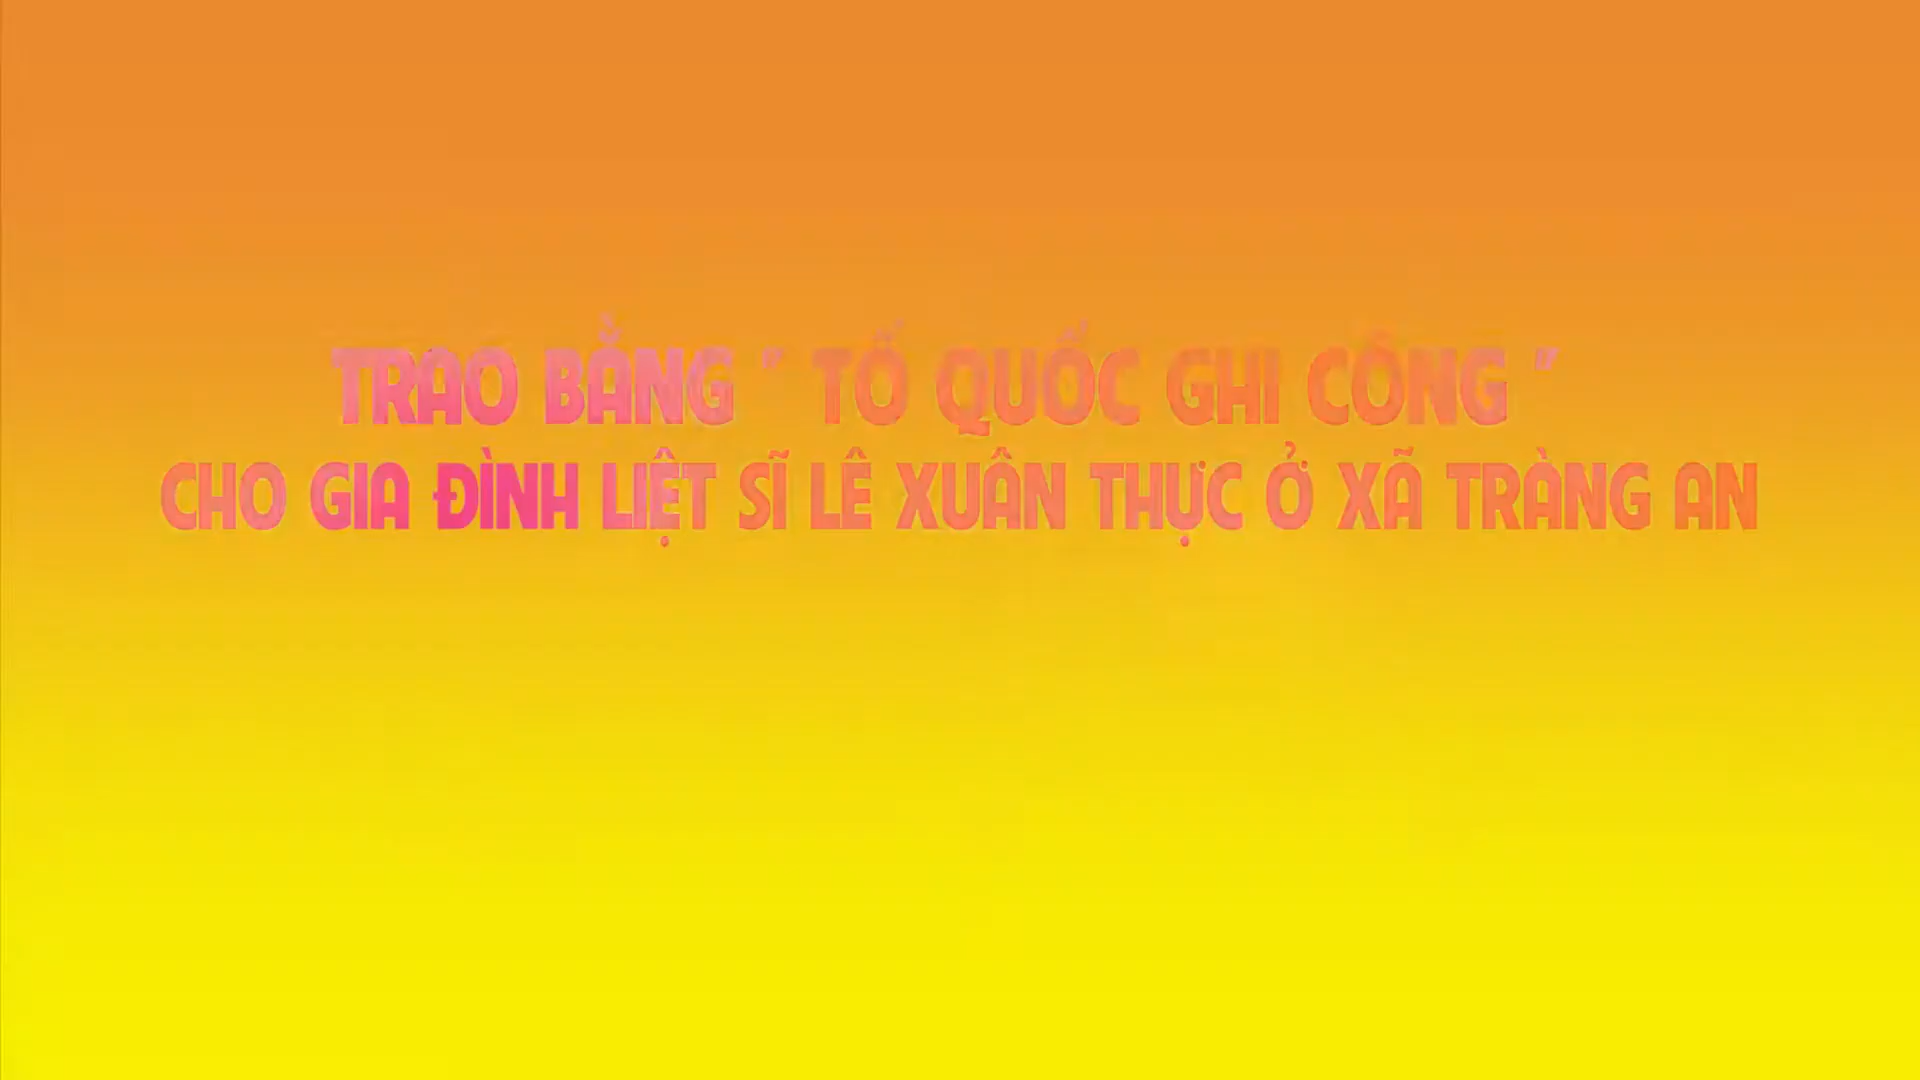 TRAO BẰNG " TỔ QUỐC GHI CÔNG "
CHO GIA ĐÌNH LIỆT SĨ LÊ XUÂN THỰC Ở XÃ TRÀNG AN